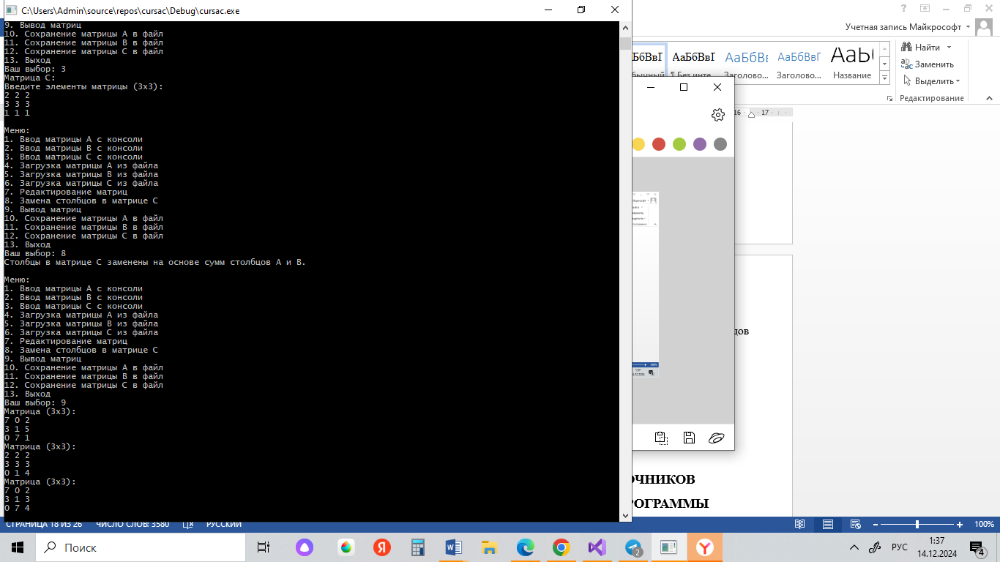 C:\Users\Admin\source\repos\cursac\Debug\cursac.exe
9. Вывод матриц
10. Сохранение матрицы A в файл
11. Сохранение матрицы B в файл
12. Сохранение матрицы C в файл
13. Выход
Ваш выбор: 3
Матрица C:
Введите элементы матрицы (3x3):
2 2 2
3 3 3
1 1 1
Меню:
1. Ввод матрицы A с консоли
2. Ввод матрицы B с консоли
3. Ввод матрицы C с консоли
4. Загрузка матрицы A из файла
5. Загрузка матрицы B из файла
6. Загрузка матрицы C из файла
7. Редактирование матриц
8. Замена столбцов в матрице C
9. Вывод матриц
10. Сохранение матрицы A в файл
11. Сохранение матрицы B в файл
12. Сохранение матрицы C в файл
13. Выход
Ваш выбор: 8
Столбцы в матрице C заменены на основе сумм столбцов A и B.
Меню:
1. Ввод матрицы A с консоли
2. Ввод матрицы B с консоли
3. Ввод матрицы C с консоли
4. Загрузка матрицы A из файла
5. Загрузка матрицы B из файла
6. Загрузка матрицы C из файла
7. Редактирование матриц
8. Замена столбцов в матрице C
9. Вывод матриц
10. Сохранение матрицы A в файл
11. Сохранение матрицы B в файл
12. Сохранение матрицы C в файл
13. Выход
Ваш выбор: 9
Матрица (3x3):
7 0 2
3 1 5
0 7 1
Матрица (3x3):
2 2 2
3 3 3
0 1 4
Матрица (3x3):
7 0 2
3 1 3
0 7 4
Учетная запись Майкрософт
АаБбВвГ АаБбВı АаБбВвГ Ааb
¶ Без инте... Заголово... Заголово... Название
Найти
Заменить
Выделить
Редактирование
16 17
ОЧНИКОВ
РОГРАММЫ
СТРАНИЦА 18 ИЗ 26 ЧИСЛО СЛОВ: 3580 РУССКИЙ 100%
Поиск
2
РУС
1:37
14.12.2024
4